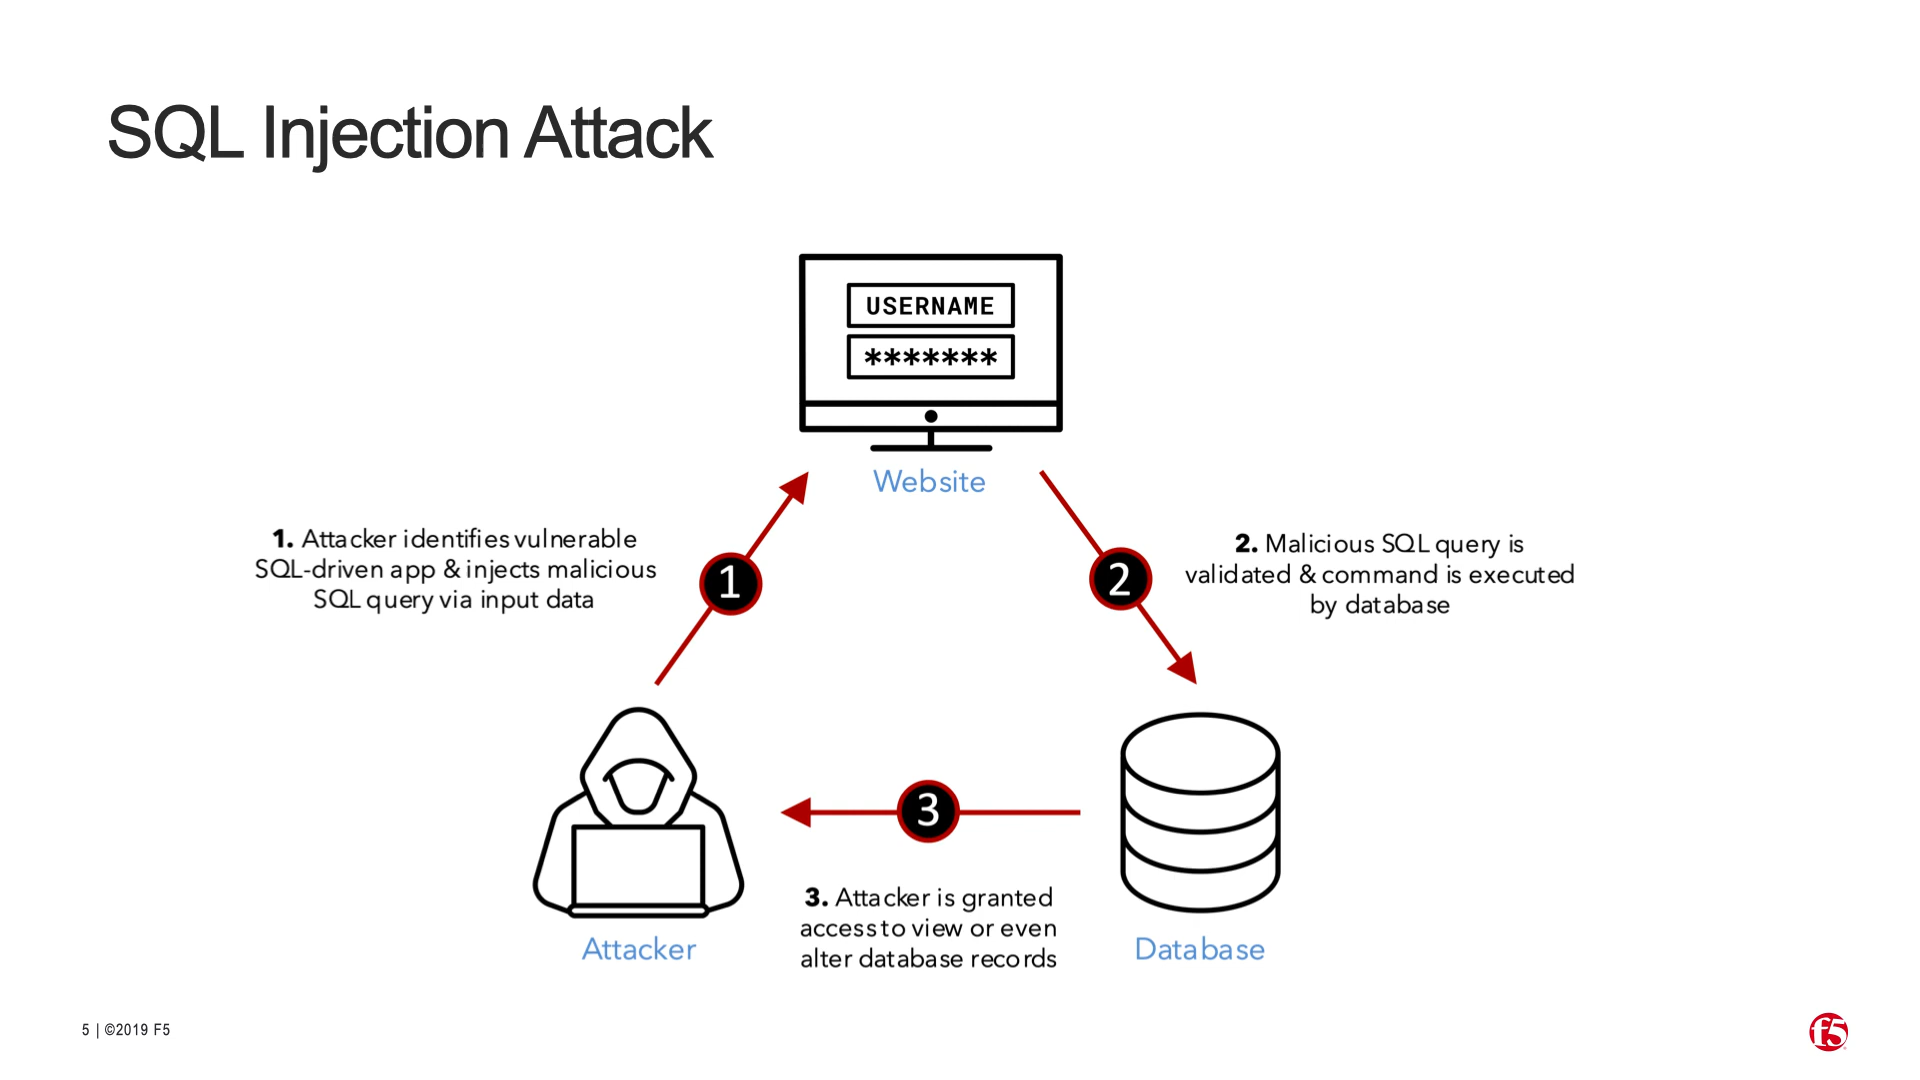 SQL Injection Attack
USERNAME
*******
Website
1. Attacker identifies vulnerable
SQL-driven app & injects malicious
SQL query via input data
1
2
2. Malicious SQL query is
validated & command is executed
by database
3
3. Attacker is granted
access to view or even
alter database records
Attacker
Database
5 | ©2019 F5
f5